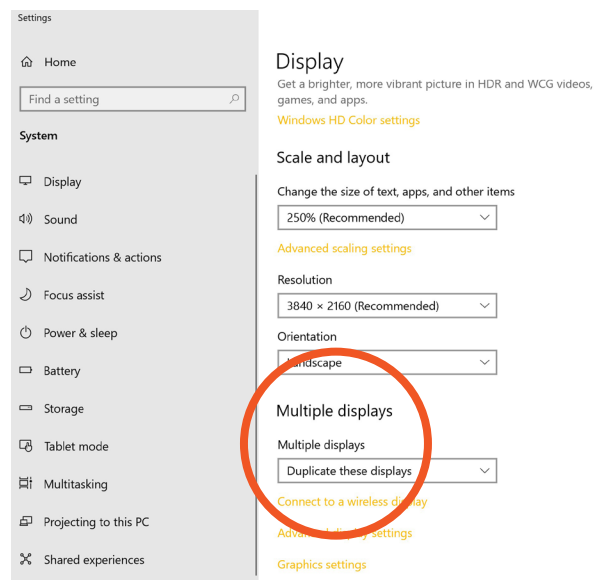 Settings
Home
Find a setting
System
Display
Sound
Notifications & actions
Focus assist
Power & sleep
Battery
Storage
Tablet mode
Multitasking
Projecting to this PC
Shared experiences
Display
Get a brighter, more vibrant picture in HDR and WCG videos,
games, and apps.
Windows HD Color settings
Scale and layout
Change the size of text, apps, and other items
250% (Recommended)
Advanced scaling settings
Resolution
3840 × 2160 (Recommended)
Orientation
Landscape
Multiple displays
Multiple displays
Duplicate these displays
Connect to a wireless display
Advanced display settings
Graphics settings